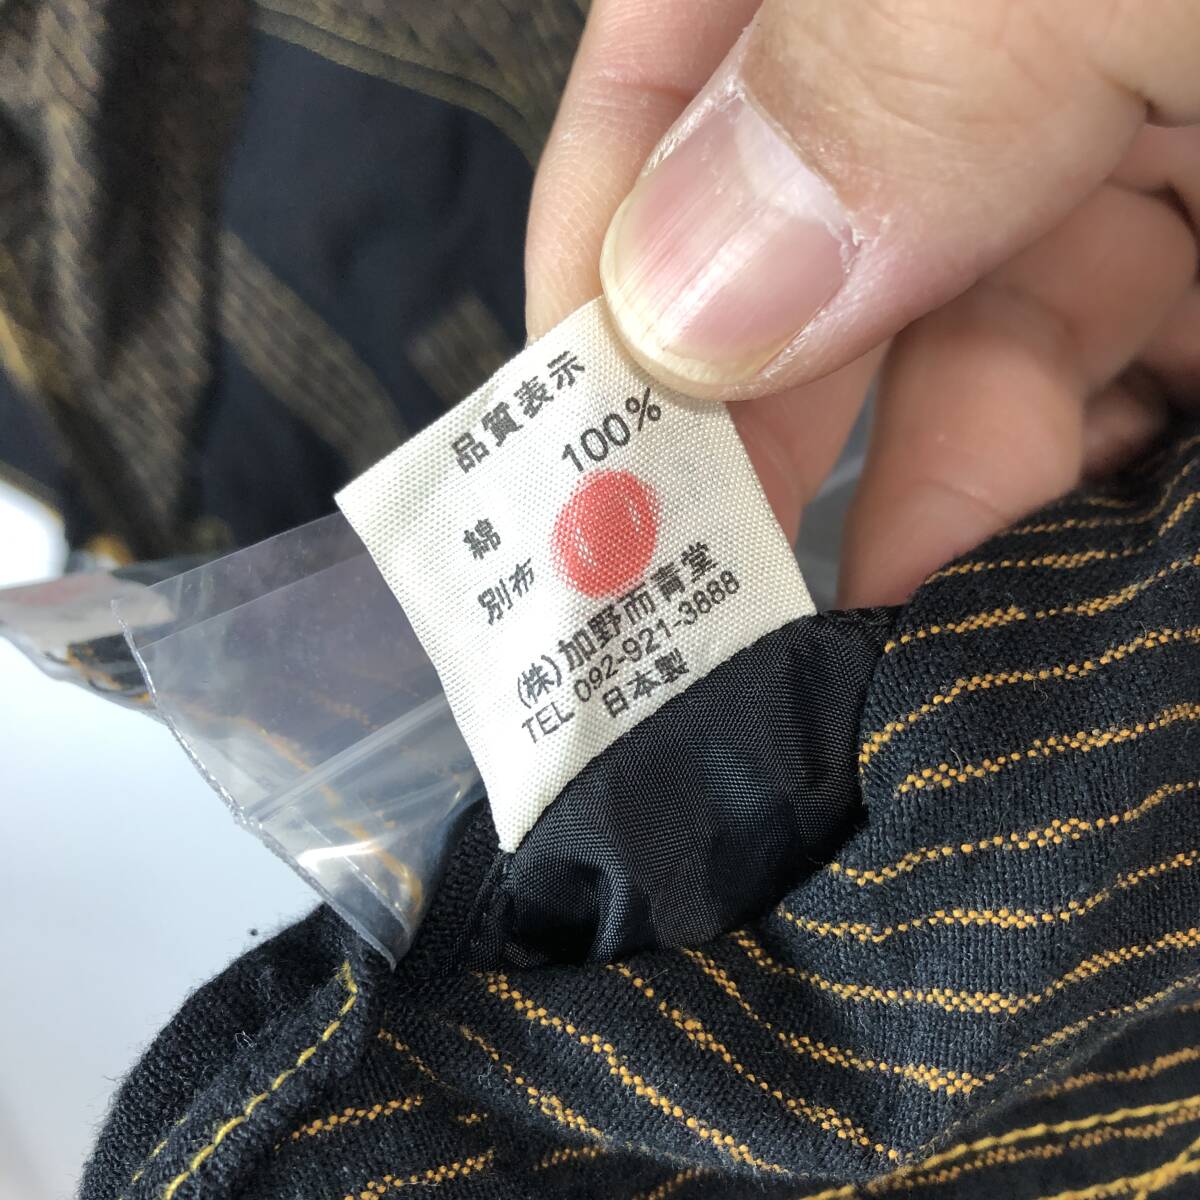 品質表示
綿 100%
別布
(株)加野而青堂
TEL 092-921-3888
日本製